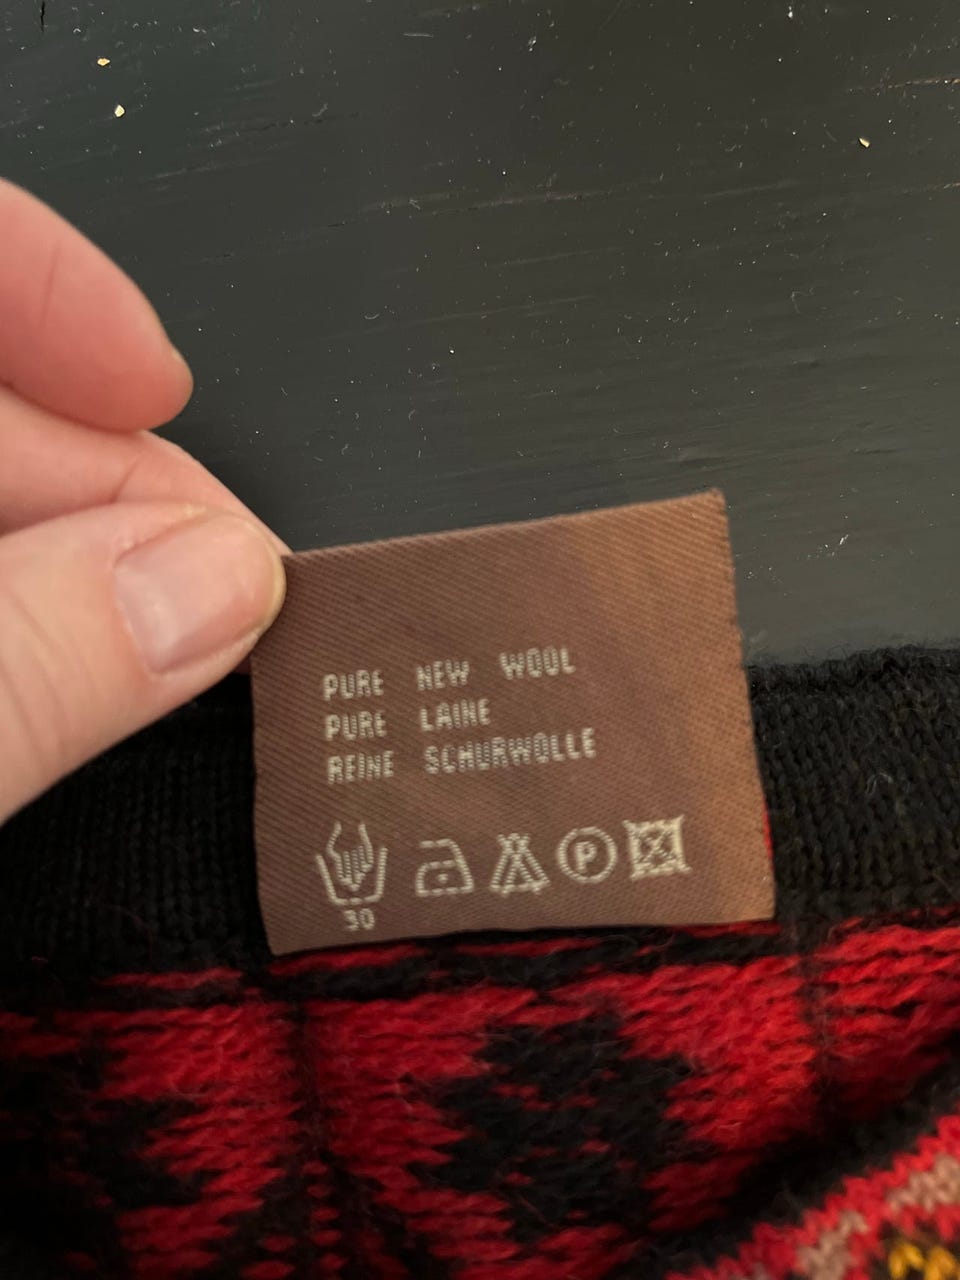 PURE NEW WOOL
PURE LAINE
REINE SCHURWOLLE
P
30